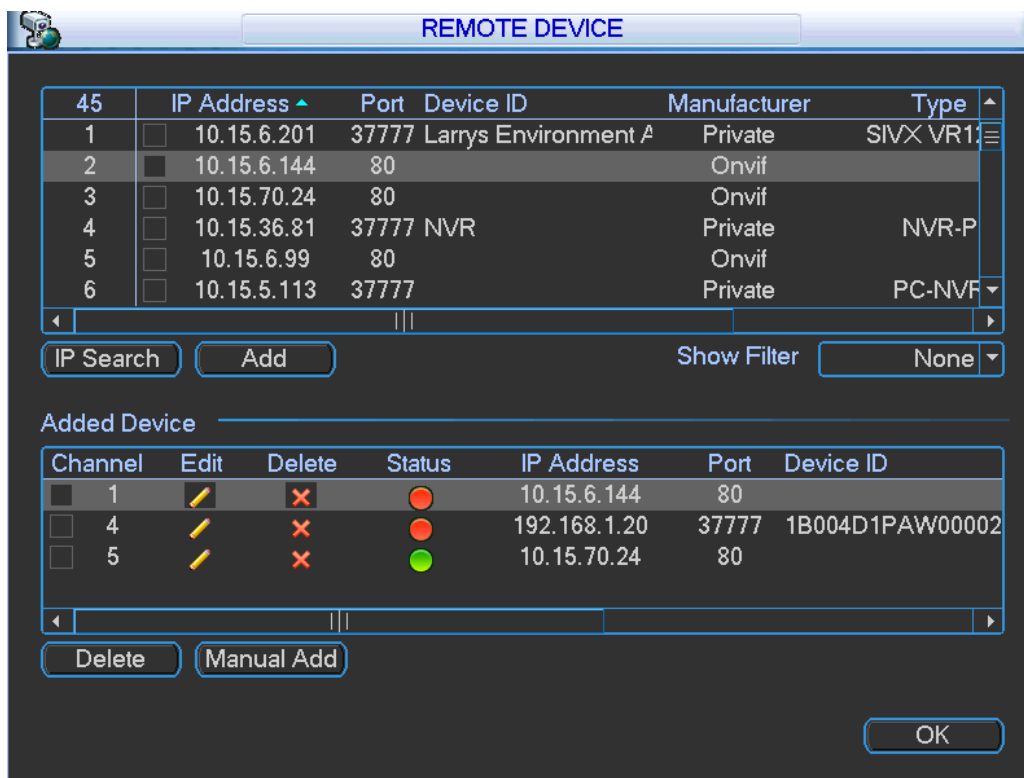 REMOTE DEVICE
45 IP Address Port Device ID Manufacturer Type
1 10.15.6.201 37777 Larrys Environment Private SIVX VR1
2 10.15.6.144 80 Onvif
3 10.15.70.24 80 Onvif
4 10.15.36.81 37777 NVR Private NVR-P
5 10.15.6.99 80 Onvif
6 10.15.5.113 37777 Private PC-NVR
IP Search Add Show Filter None
Added Device
Channel Edit Delete Status IP Address Port Device ID
1 10.15.6.144 80
4 192.168.1.20 37777 1B004D1PAW00002
5 10.15.70.24 80
Delete Manual Add
OK